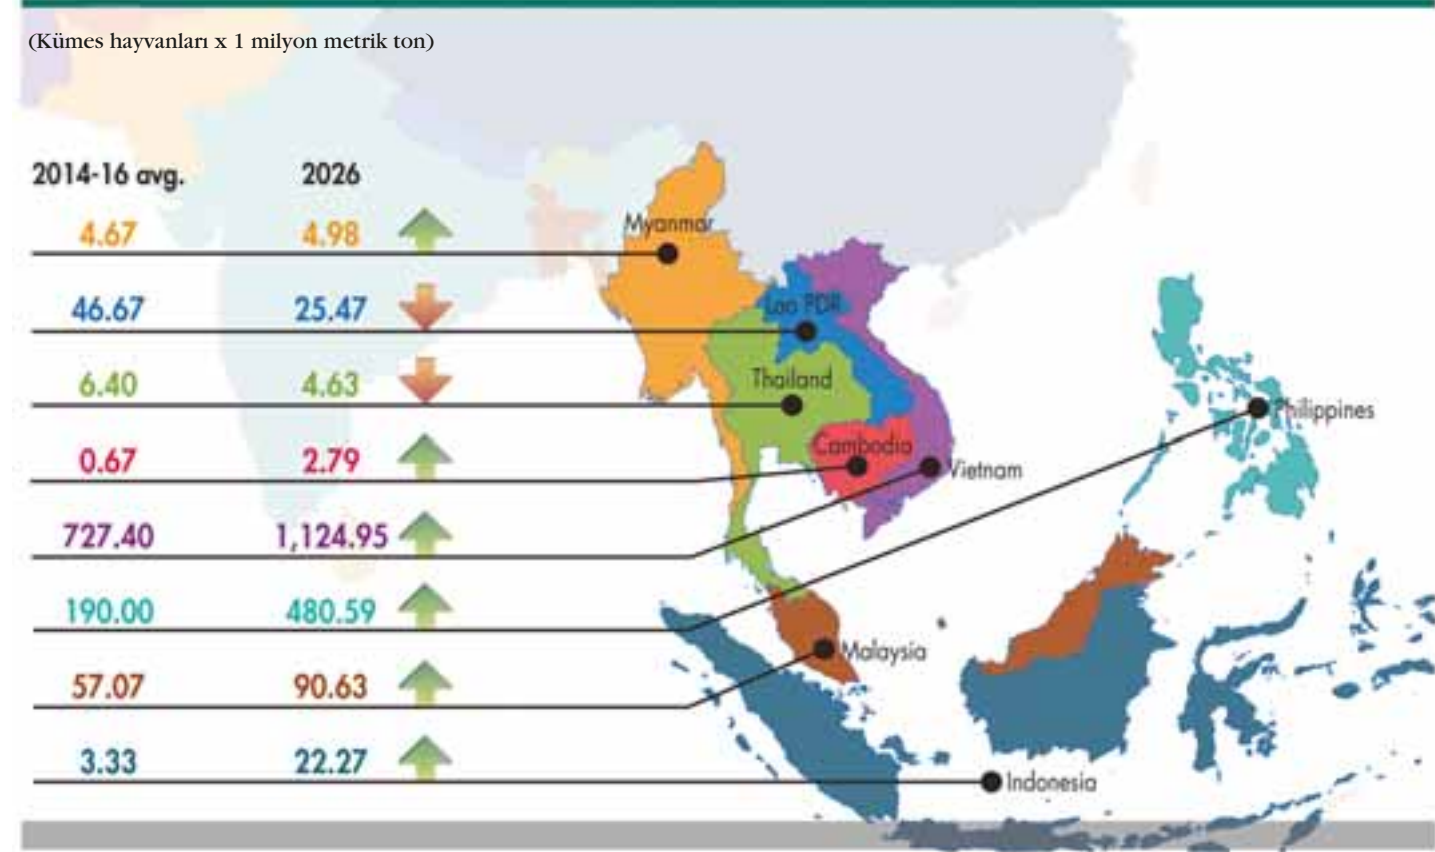 (Kümes hayvanları x 1 milyon metrik ton)
2014-16 avg. 2026
4.67 4.98
Myanmar
46.67 25.47
Lao PDR
6.40 4.63
Thailand
Philippines
0.67 2.79
Cambodia
Vietnam
727.40 1,124.95
190.00 480.59
Malaysia
57.07 90.63
3.33 22.27
Indonesia